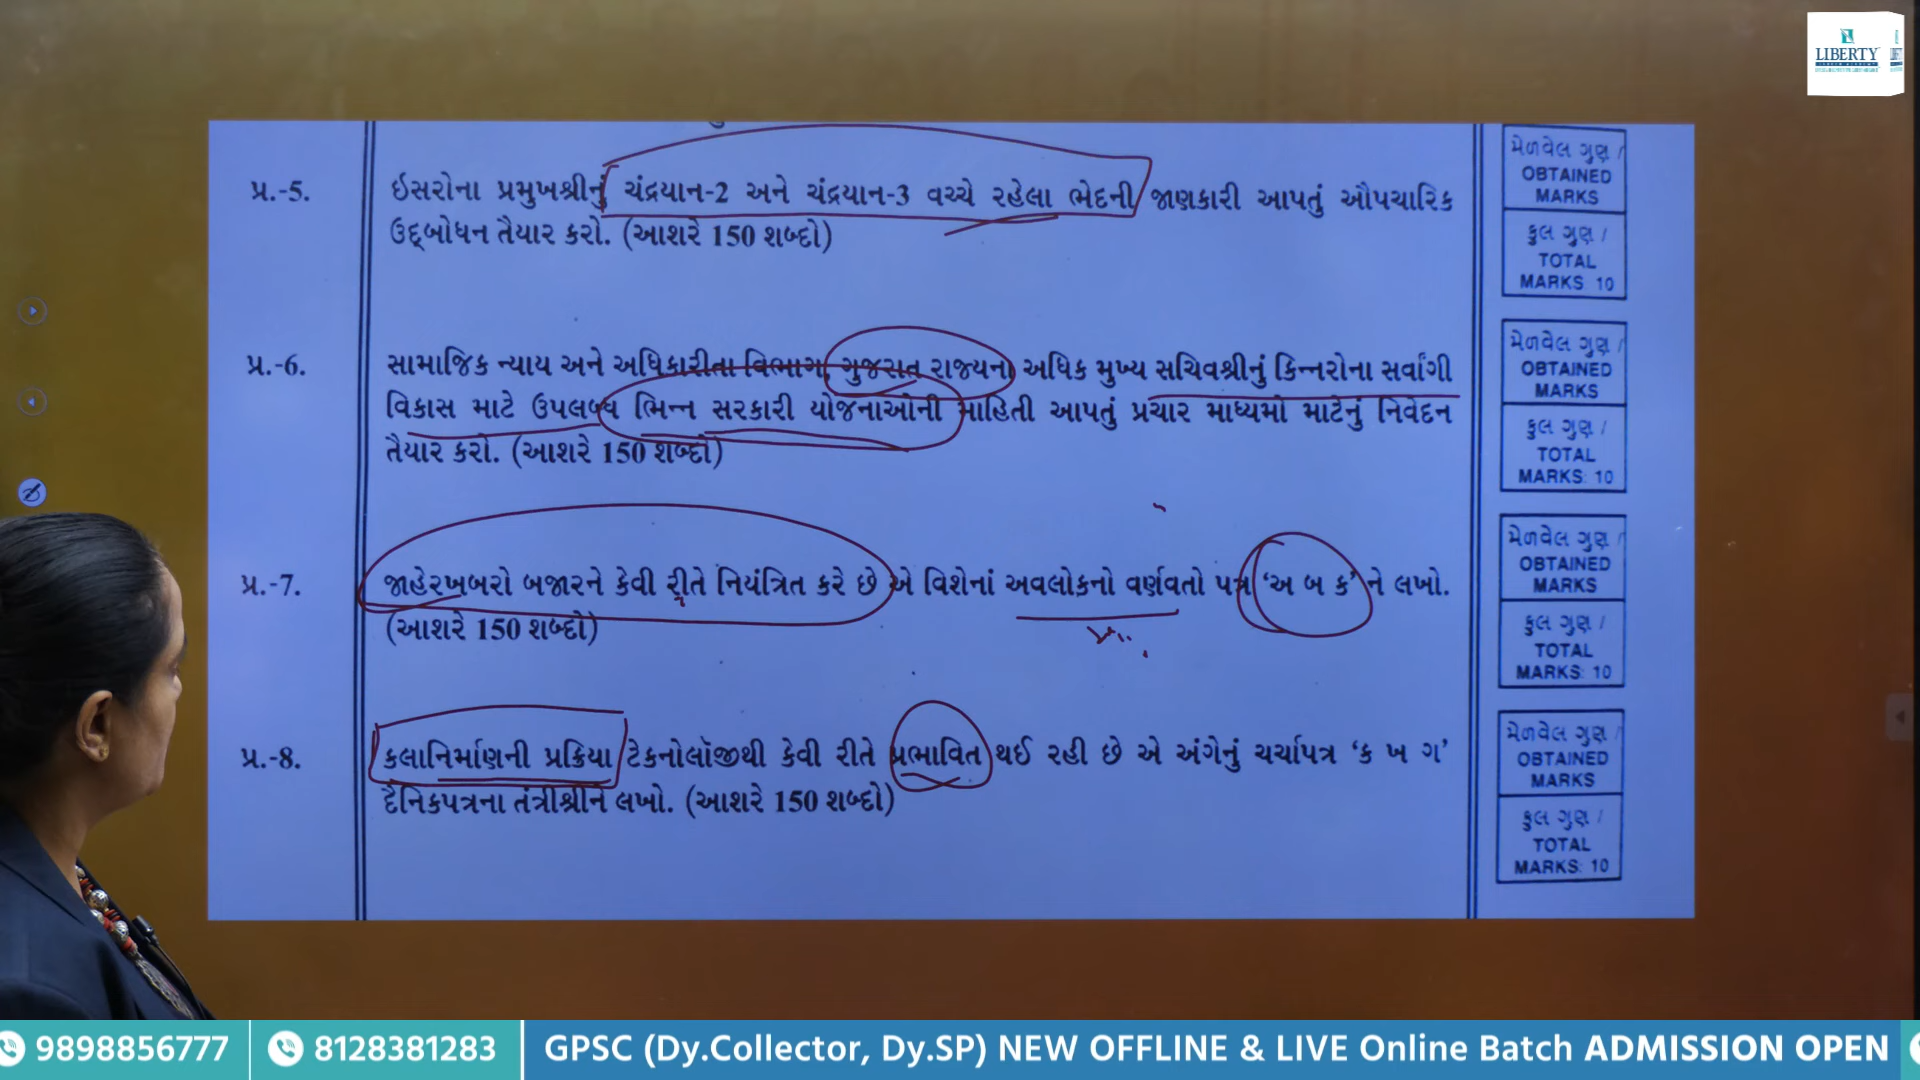 LIBERTY
પ્ર.-5. ઇસરોના પ્રમુખશ્રીનું ચંદ્રયાન-2 અને ચંદ્રયાન-3 વચ્ચે રહેલા ભેદની જાણકારી આપતું ઔપચારિક
ઉદ્બોધન તૈયાર કરો. (આશરે 150 શબ્દો)
મેળવેલ ગુણ /
OBTAINED
MARKS
કુલ ગુણ /
TOTAL
MARKS 10
પ્ર.-6. સામાજિક ન્યાય અને અધિકારીતા વિભાગ, ગુજરાત રાજ્યના અધિક મુખ્ય સચિવશ્રીનું કિન્નરોના સર્વાંગી
વિકાસ માટે ઉપલબ્ધ ભિન્ન સરકારી યોજનાઓની માહિતી આપતું પ્રચાર માધ્યમો માટેનું નિવેદન
તૈયાર કરો. (આશરે 150 શબ્દો)
મેળવેલ ગુણ /
OBTAINED
MARKS
કુલ ગુણ /
TOTAL
MARKS: 10
પ્ર.-7. જાહેરખબરો બજારને કેવી રીતે નિયંત્રિત કરે છે એ વિશેનાં અવલોકનો વર્ણવતો પત્ર ‘અ બ ક’ ને લખો.
(આશરે 150 શબ્દો)
મેળવેલ ગુણ /
OBTAINED
MARKS
કુલ ગુણ /
TOTAL
MARKS: 10
પ્ર.-8. કલાનિર્માણની પ્રક્રિયા ટેકનોલૉજીથી કેવી રીતે પ્રભાવિત થઈ રહી છે એ અંગેનું ચર્ચાપત્ર ‘ક ખ ગ’
દૈનિકપત્રના તંત્રીશ્રીને લખો. (આશરે 150 શબ્દો)
મેળવેલ ગુણ /
OBTAINED
MARKS
કુલ ગુણ /
TOTAL
MARKS: 10
9898856777 8128381283 GPSC (Dy.Collector, Dy.SP) NEW OFFLINE & LIVE Online Batch ADMISSION OPEN